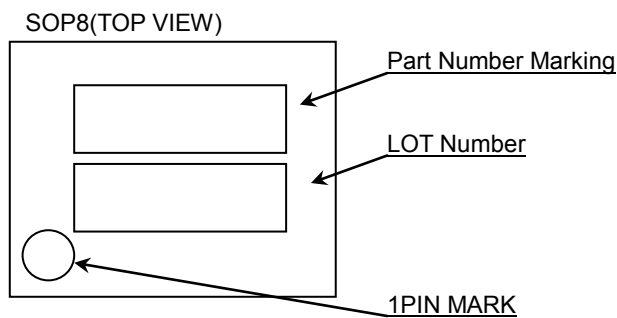 SOP8(TOP VIEW)
Part Number Marking
LOT Number
1PIN MARK